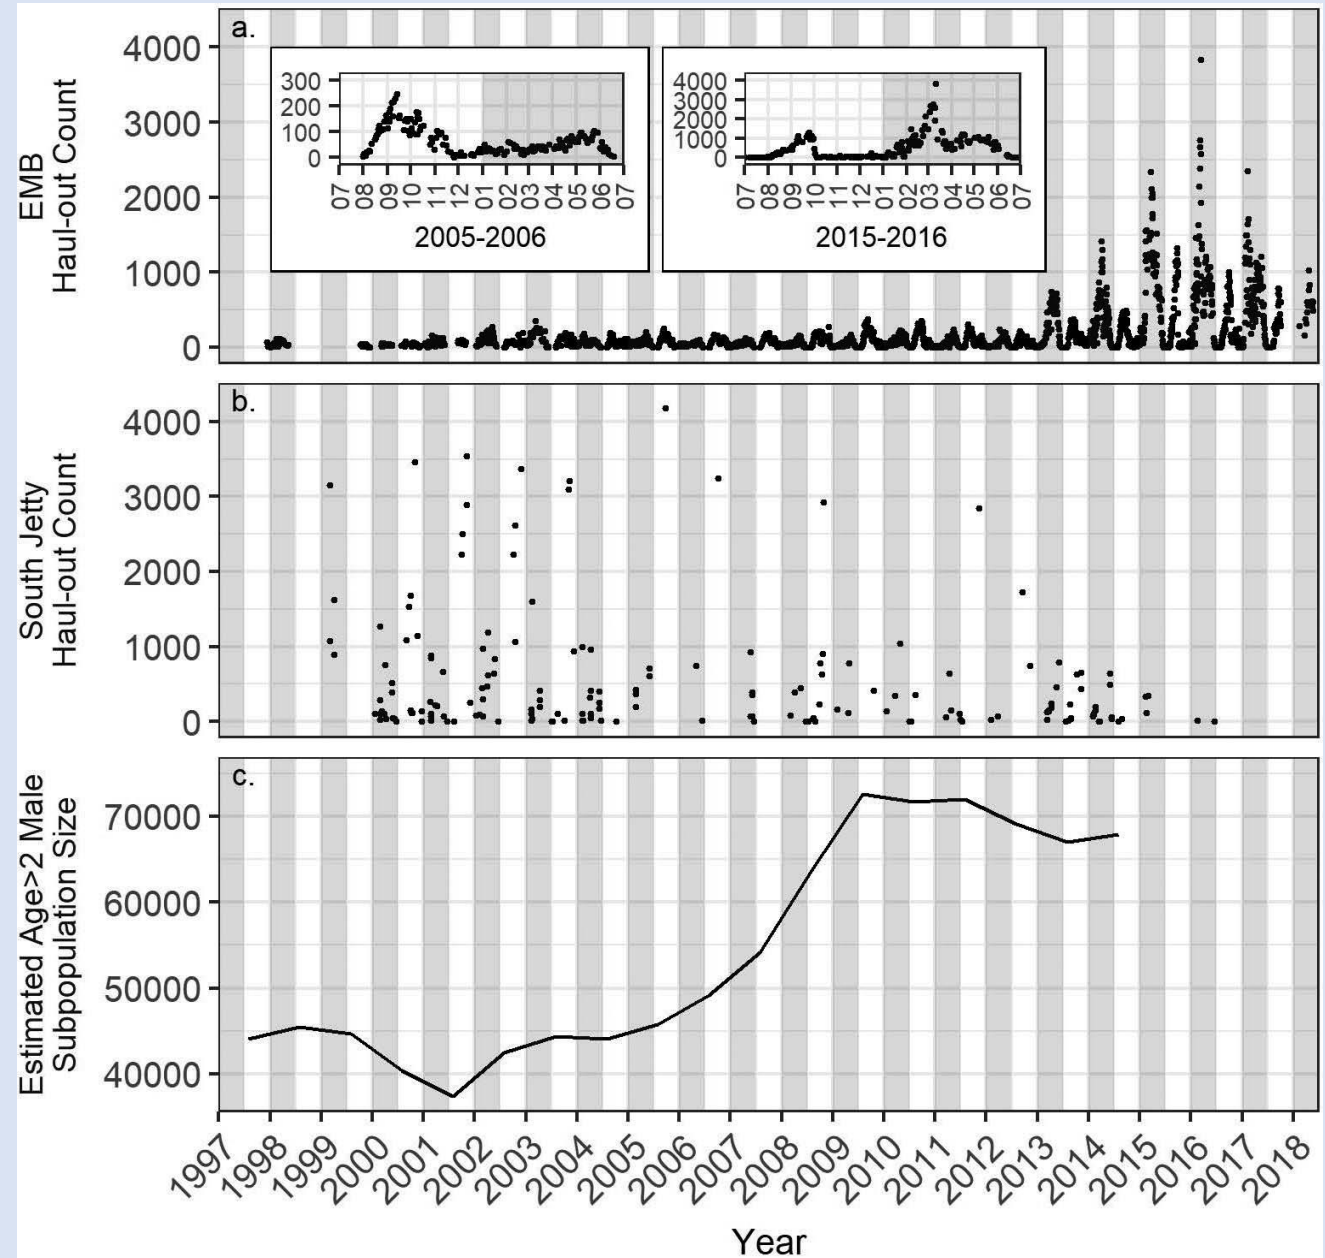 a.
EMB
Haul-out Count
4000
3000
2000
1000
0
300
200
100
0
07 08 09 10 11 12 01 02 03 04 05 06 07
2005-2006
4000
3000
2000
1000
0
07 08 09 10 11 12 01 02 03 04 05 06 07
2015-2016
b.
South Jetty
Haul-out Count
4000
3000
2000
1000
0
c.
Estimated Age>2 Male
Subpopulation Size
70000
60000
50000
40000
1997 1998 1999 2000 2001 2002 2003 2004 2005 2006 2007 2008 2009 2010 2011 2012 2013 2014 2015 2016 2017 2018
Year